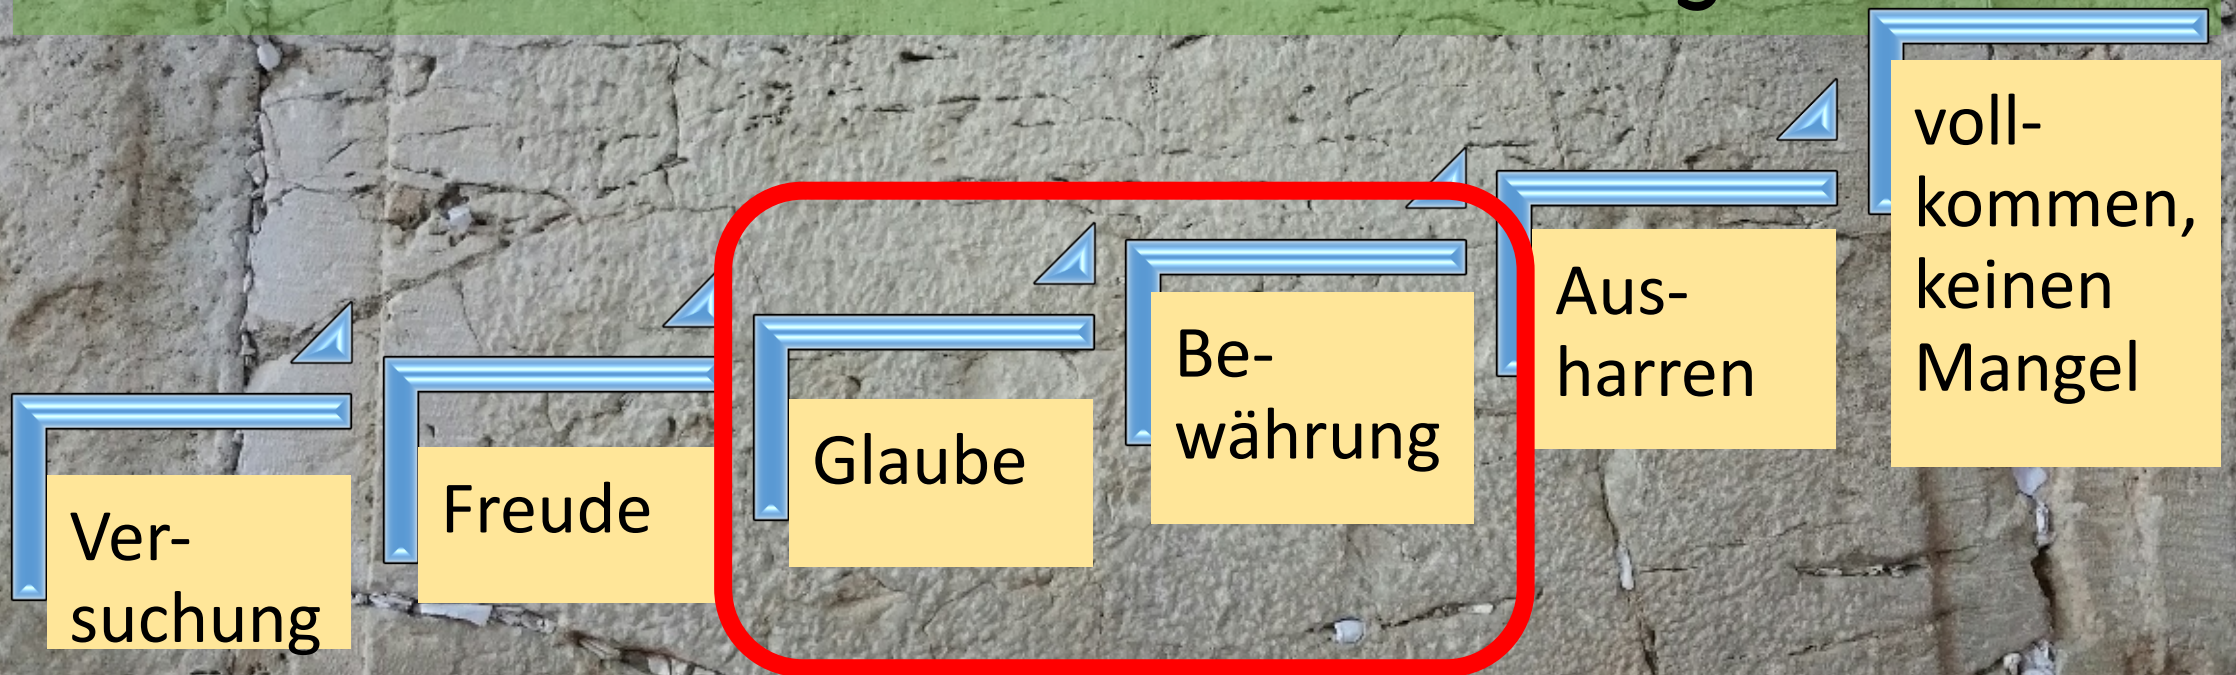 Ver-
suchung
Freude
Glaube
Be-
währung
Aus-
harren
voll-
kommen,
keinen
Mangel